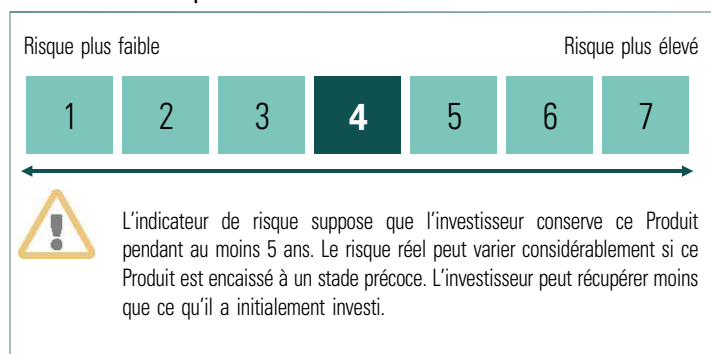 Risque plus faible Risque plus élevé
1 2 3 4 5 6 7
L'indicateur de risque suppose que l'investisseur conserve ce Produit
pendant au moins 5 ans. Le risque réel peut varier considérablement si ce
Produit est encaissé à un stade précoce. L'investisseur peut récupérer moins
que ce qu'il a initialement investi.